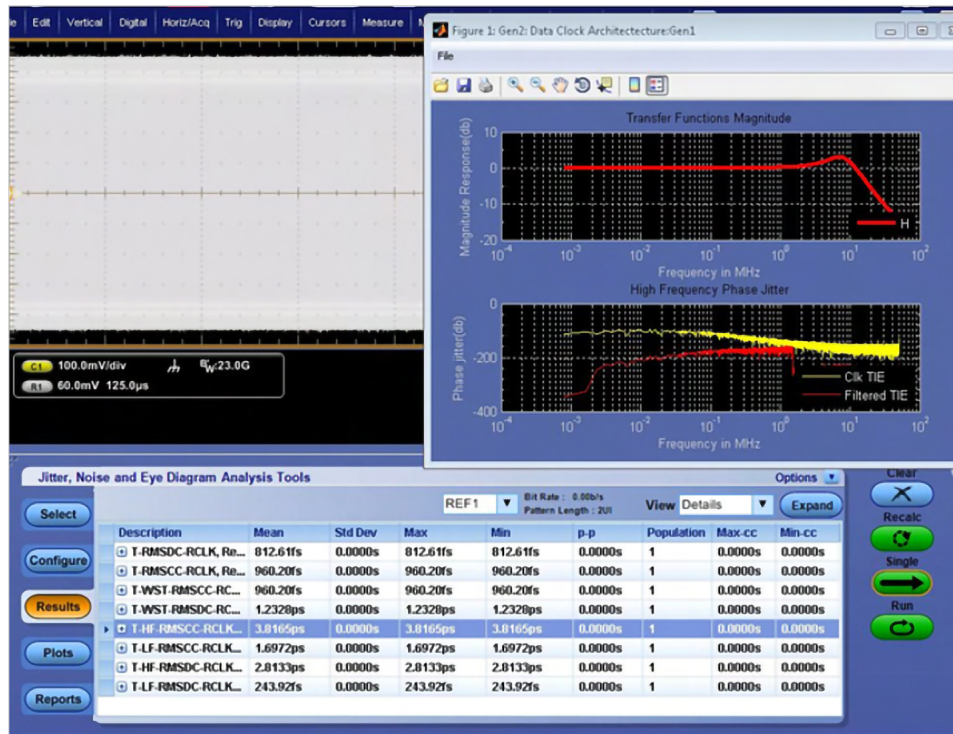 Edit Vertical Digital Horiz/Acq Trig Display Cursors Measure
Figure 1: Gen2: Data Clock Architectecture:Gen1
File
Transfer Functions Magnitude
Magnitude Response(db)
10
0
-10
-20
10-4 10-3 10-2 10-1 100 101 102
H
Frequency in MHz
High Frequency Phase Jitter
Phase jitter(db)
0
-200
-400
Clk TIE
Filtered TIE
10-4 10-3 10-2 10-1 100 101 102
Frequency in MHz
C1 100.0mV/div BW:23.0G
R1 60.0mV 125.0µs
Jitter, Noise and Eye Diagram Analysis Tools
Options
Select
Configure
Results
Plots
Reports
REF1
Bit Rate : 0.00b/s
Pattern Length : 2UI
View Details Expand
Description Mean Std Dev Max Min p-p Population Max-cc Min-cc
T-RMSDC-RCLK, Re... 812.61fs 0.0000s 812.61fs 812.61fs 0.0000s 1 0.0000s 0.0000s
T-RMSCC-RCLK, Re... 960.20fs 0.0000s 960.20fs 960.20fs 0.0000s 1 0.0000s 0.0000s
T-WST-RMSCC-RC... 960.20fs 0.0000s 960.20fs 960.20fs 0.0000s 1 0.0000s 0.0000s
T-WST-RMSDC-RC... 1.2328ps 0.0000s 1.2328ps 1.2328ps 0.0000s 1 0.0000s 0.0000s
T-HF-RMSCC-RCLK... 3.8165ps 0.0000s 3.8165ps 3.8165ps 0.0000s 1 0.0000s 0.0000s
T-LF-RMSCC-RCLK... 1.6972ps 0.0000s 1.6972ps 1.6972ps 0.0000s 1 0.0000s 0.0000s
T-HF-RMSDC-RCLK... 2.8133ps 0.0000s 2.8133ps 2.8133ps 0.0000s 1 0.0000s 0.0000s
T-LF-RMSDC-RCLK... 243.92fs 0.0000s 243.92fs 243.92fs 0.0000s 1 0.0000s 0.0000s
Clear
Recalc
Single
Run